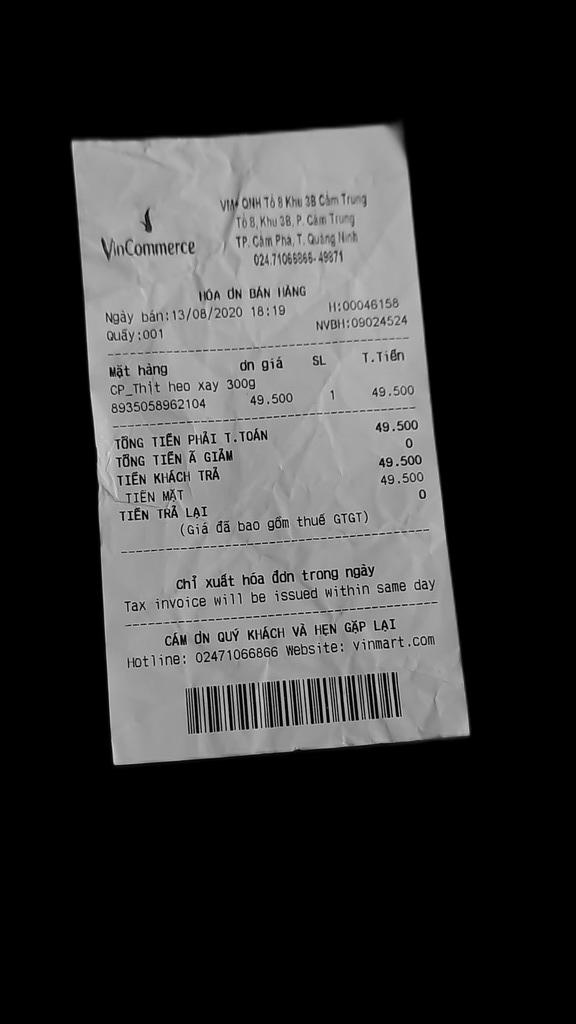 VinCommerce
VM+ QNH Tổ 8 Khu 3B Cẩm Trung
Tổ 8, Khu 3B, P. Cẩm Trung
TP. Cẩm Phả, T. Quảng Ninh
024.71066866-49871
HÓA ƠN BÁN HÀNG
Ngày bán:13/08/2020 18:19 H:00046158
Quầy:001 NVBH:09024524
Mặt hàng ơn giá SL T.Tiền
CP_Thịt heo xay 300g
8935058962104 49.500 1 49.500
TỔNG TIỀN PHẢI T.TOÁN 49.500
TỔNG TIỀN Ã GIẢM 0
TIỀN KHÁCH TRẢ 49.500
TIỀN MẶT 49.500
TIỀN TRẢ LẠI 0
(Giá đã bao gồm thuế GTGT)
Chỉ xuất hóa đơn trong ngày
Tax invoice will be issued within same day
CÁM ƠN QUÝ KHÁCH VÀ HẸN GẶP LẠI
Hotline: 02471066866 Website: vinmart.com